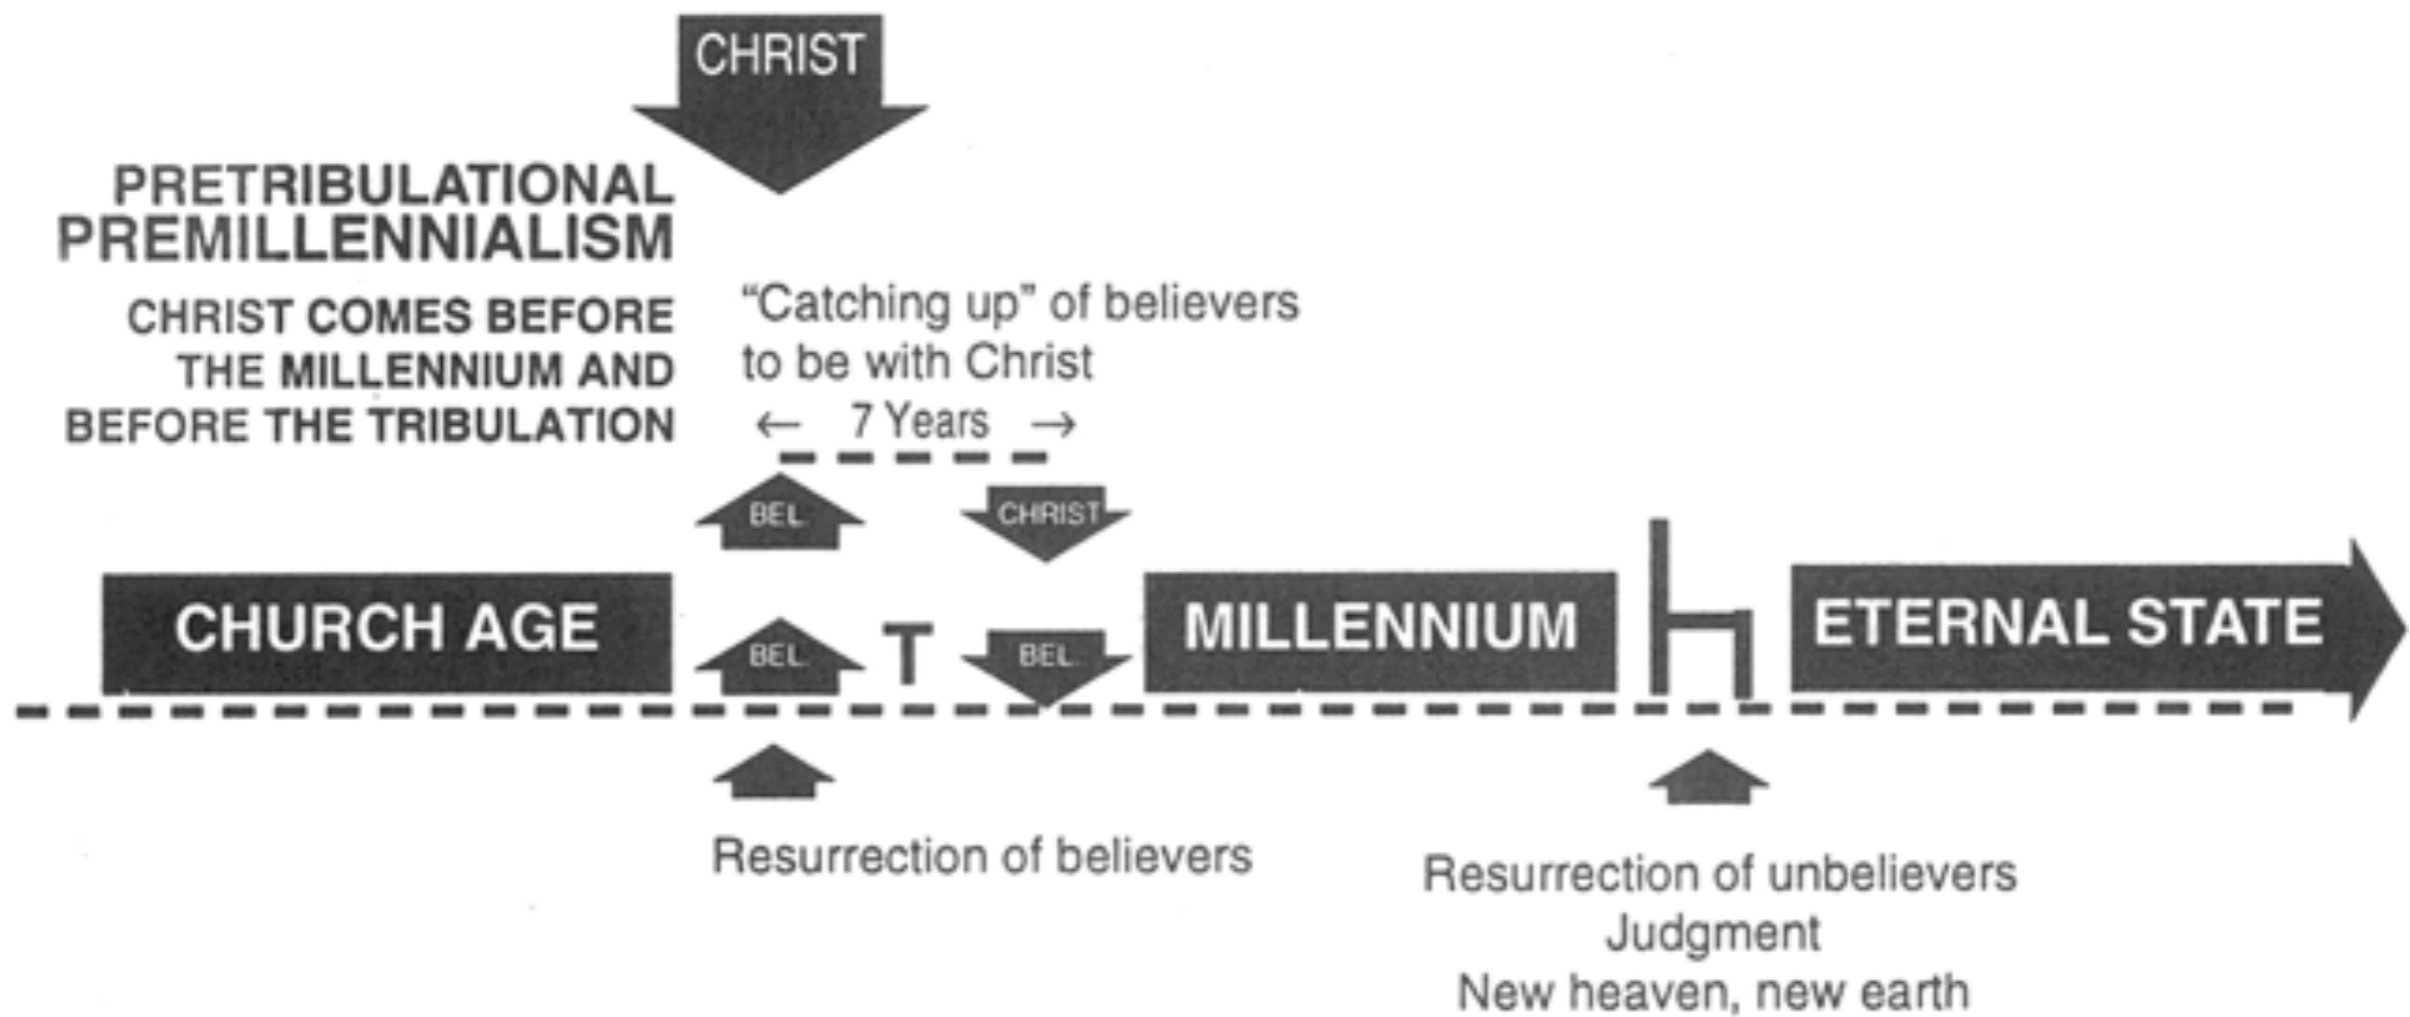 CHRIST
PRETRIBULATIONAL
PREMILLENNIALISM
CHRIST COMES BEFORE
THE MILLENNIUM AND
BEFORE THE TRIBULATION
“Catching up” of believers
to be with Christ
← 7 Years →
BEL.
CHRIST
CHURCH AGE
BEL.
T
BEL.
MILLENNIUM
ETERNAL STATE
Resurrection of believers
Resurrection of unbelievers
Judgment
New heaven, new earth